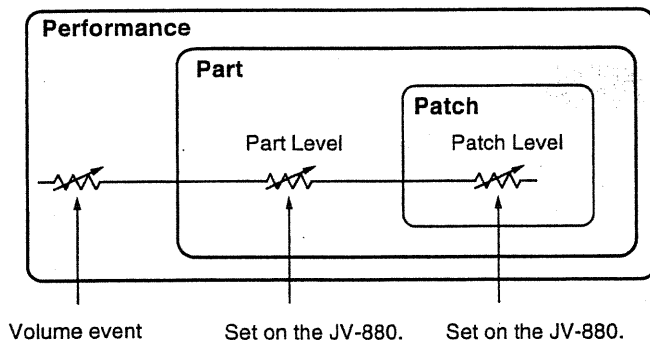 Performance
Part
Patch
Part Level
Patch Level
Volume event
Set on the JV-880.
Set on the JV-880.